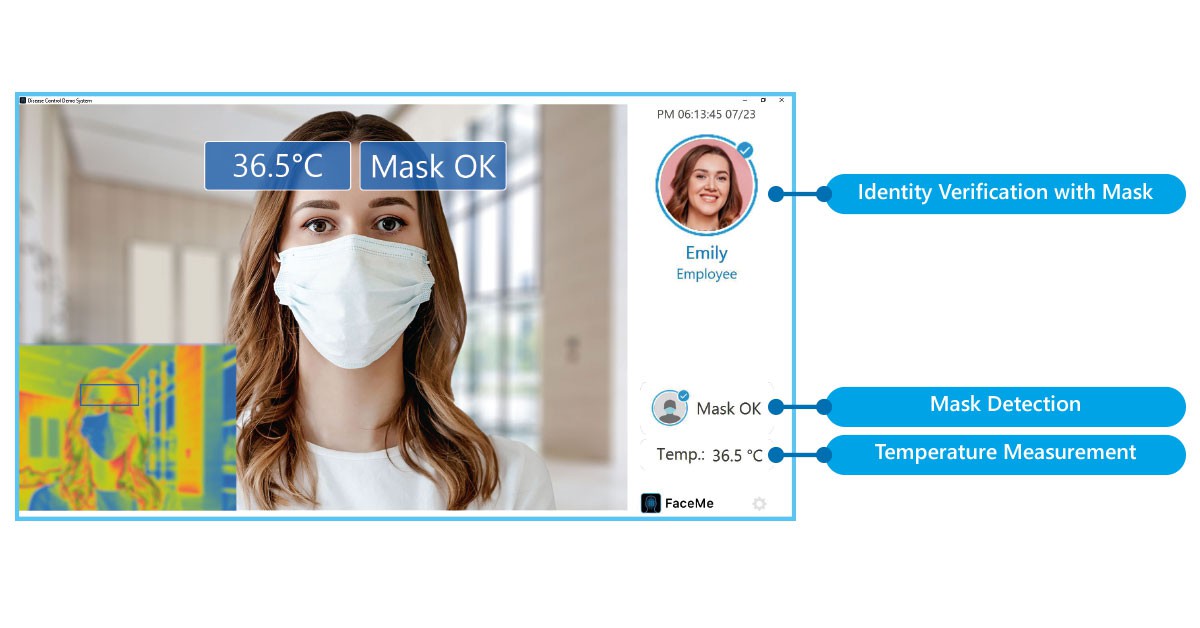 Disease Control Demo System
PM 06:13:45 07/23
36.5°C
Mask OK
Emily
Employee
Identity Verification with Mask
Mask OK
Mask Detection
Temp.: 36.5 °C
Temperature Measurement
FaceMe